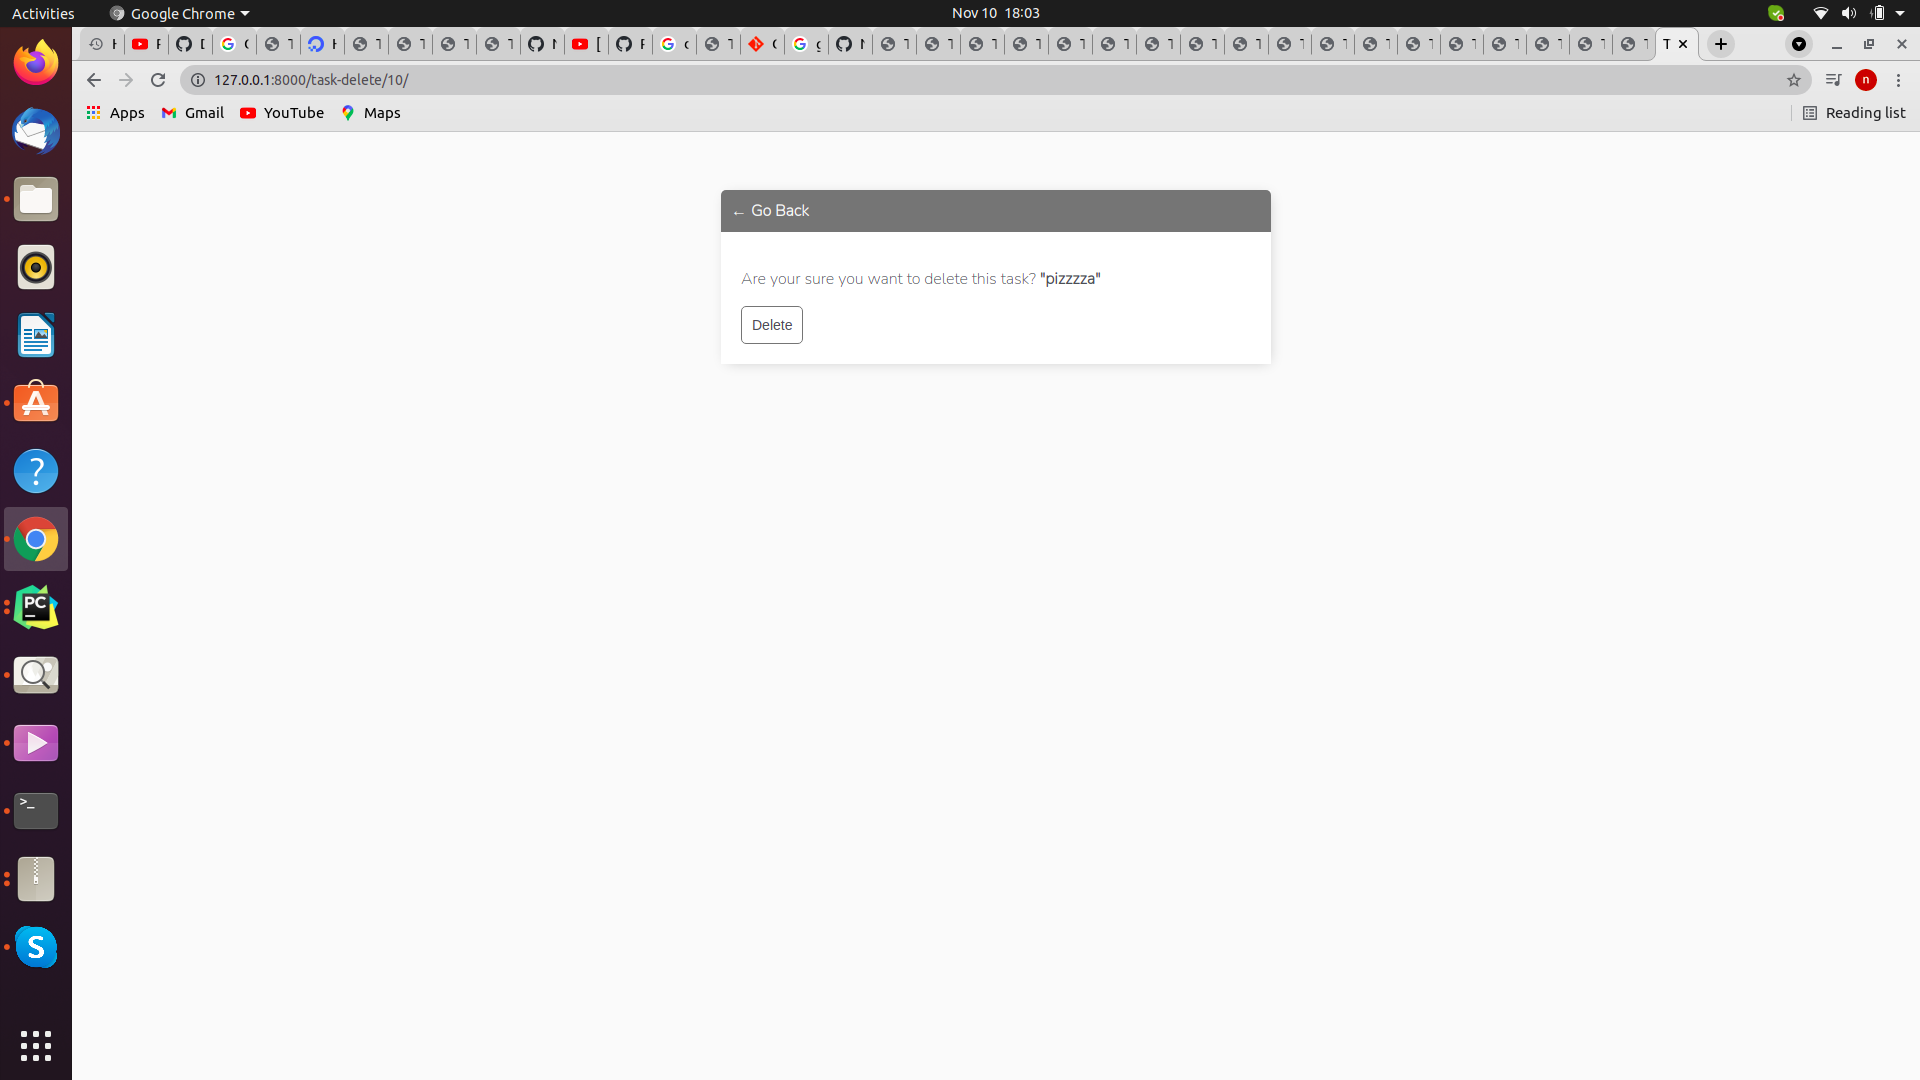 Activities
Google Chrome
Nov 10 18:03
127.0.0.1:8000/task-delete/10/
n
Apps
Gmail
YouTube
Maps
Reading list
← Go Back
Are your sure you want to delete this task? "pizzzza"
Delete
?
PC
>_
S